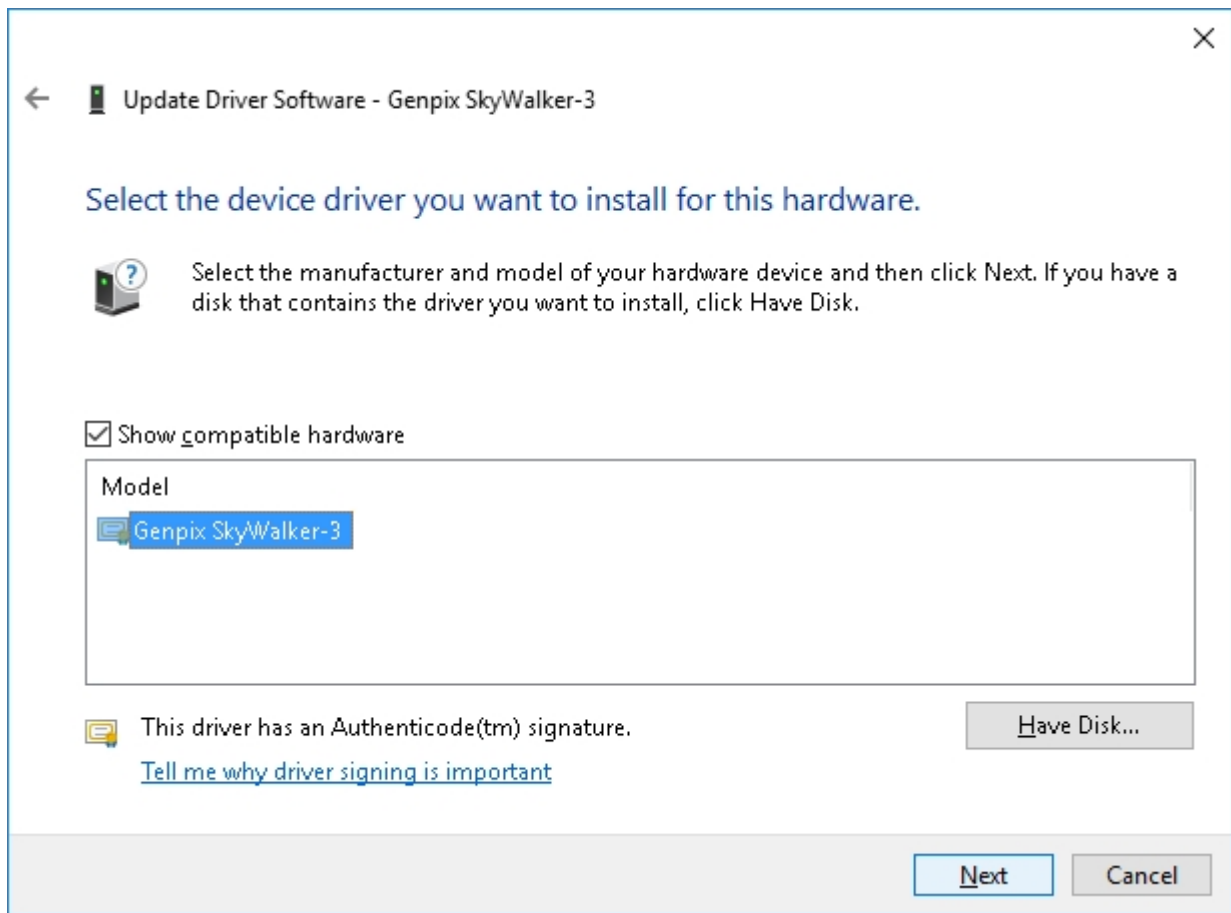 Update Driver Software - Genpix SkyWalker-3
Select the device driver you want to install for this hardware.
Select the manufacturer and model of your hardware device and then click Next. If you have a
disk that contains the driver you want to install, click Have Disk.
Show compatible hardware
Model
Genpix SkyWalker-3
This driver has an Authenticode(tm) signature.
Have Disk...
Tell me why driver signing is important
Next
Cancel